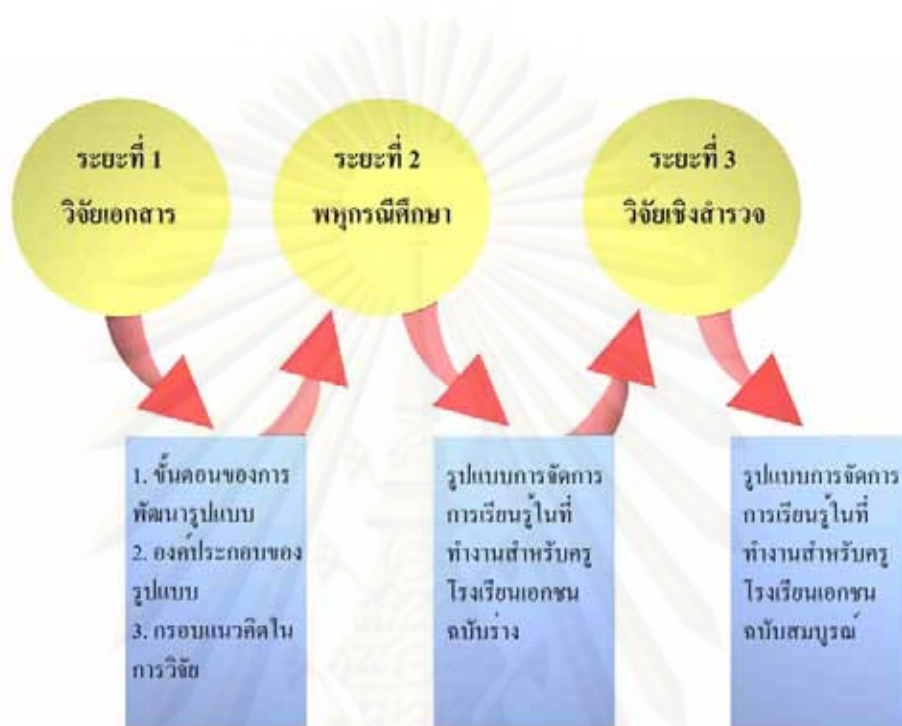 ระยะที่ 1
วิจัยเอกสาร
ระยะที่ 2
พหุกรณีศึกษา
ระยะที่ 3
วิจัยเชิงสำรวจ
1. ขั้นตอนของการ
พัฒนารูปแบบ
2. องค์ประกอบของ
รูปแบบ
3. กรอบแนวคิดใน
การวิจัย
รูปแบบการจัดการ
การเรียนรู้ในที่
ทำงานสำหรับครู
โรงเรียนเอกชน
ฉบับร่าง
รูปแบบการจัดการ
การเรียนรู้ในที่
ทำงานสำหรับครู
โรงเรียนเอกชน
ฉบับสมบูรณ์